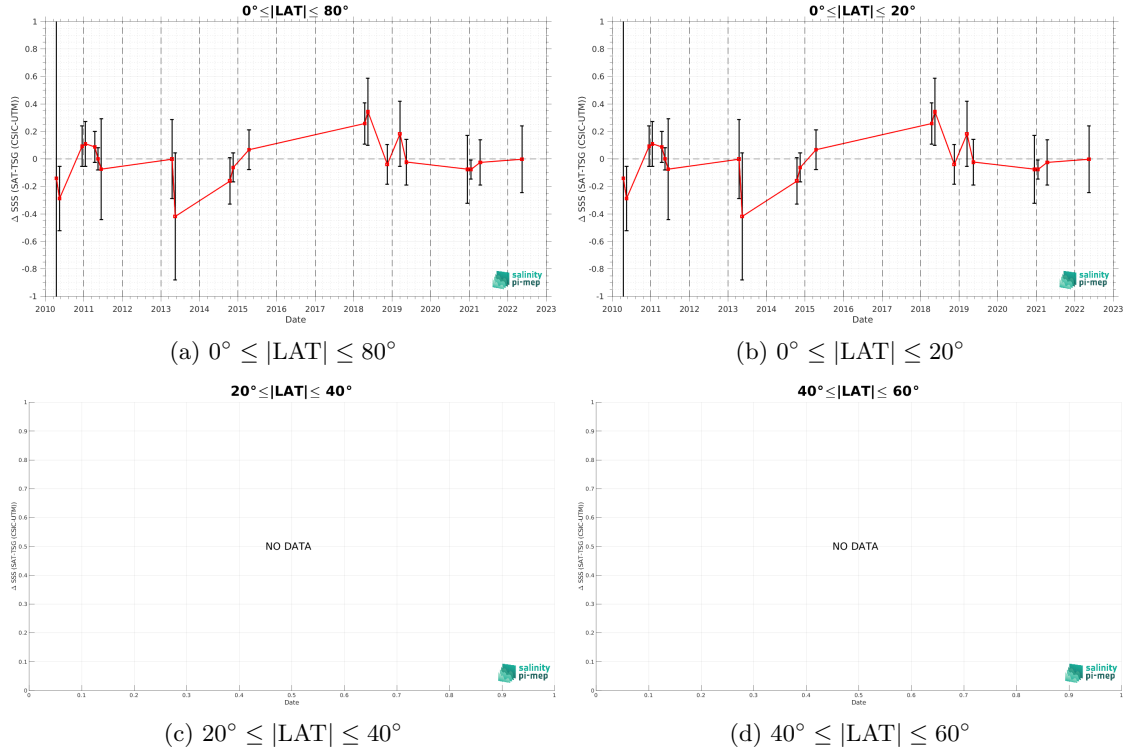 0°≤|LAT|≤ 80°
Δ SSS (SAT-TSG (CSIC-UTM))
1
0.8
0.6
0.4
0.2
0
-0.2
-0.4
-0.6
-0.8
-1
2010 2011 2012 2013 2014 2015 2016 2017 2018 2019 2020 2021 2022 2023
Date
salinity
pi-mep
(a) 0° ≤ |LAT| ≤ 80°
0°≤|LAT|≤ 20°
Δ SSS (SAT-TSG (CSIC-UTM))
1
0.8
0.6
0.4
0.2
0
-0.2
-0.4
-0.6
-0.8
-1
2010 2011 2012 2013 2014 2015 2016 2017 2018 2019 2020 2021 2022 2023
Date
salinity
pi-mep
(b) 0° ≤ |LAT| ≤ 20°
20°≤|LAT|≤ 40°
Δ SSS (SAT-TSG (CSIC-UTM))
1
0.9
0.8
0.7
0.6
0.5
0.4
0.3
0.2
0.1
0
NO DATA
0 0.1 0.2 0.3 0.4 0.5 0.6 0.7 0.8 0.9 1
Date
salinity
pi-mep
(c) 20° ≤ |LAT| ≤ 40°
40°≤|LAT|≤ 60°
Δ SSS (SAT-TSG (CSIC-UTM))
1
0.9
0.8
0.7
0.6
0.5
0.4
0.3
0.2
0.1
0
NO DATA
0 0.1 0.2 0.3 0.4 0.5 0.6 0.7 0.8 0.9 1
Date
salinity
pi-mep
(d) 40° ≤ |LAT| ≤ 60°